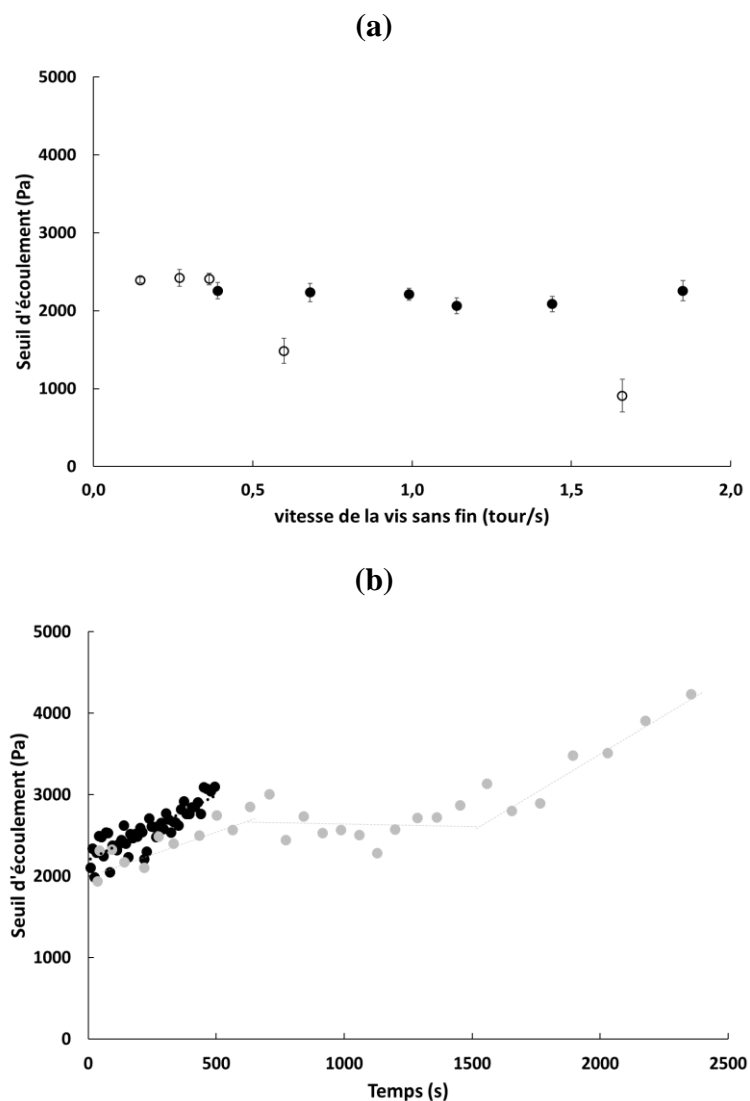 (a)
5000
4000
3000
2000
1000
0
Seuil d'écoulement (Pa)
0,0 0,5 1,0 1,5 2,0
vitesse de la vis sans fin (tour/s)
(b)
5000
4000
3000
2000
1000
0
Seuil d'écoulement (Pa)
0 500 1000 1500 2000 2500
Temps (s)